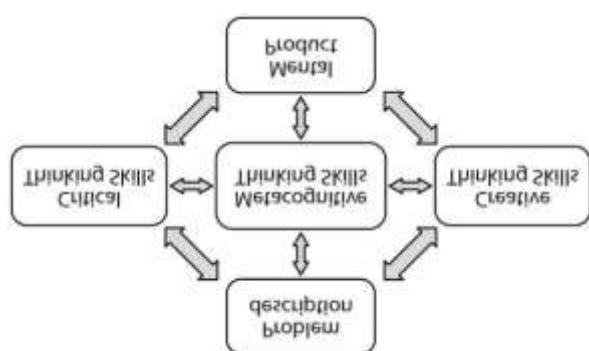 Problem
description
Critical
Thinking Skills
Metacognitive
Thinking Skills
Creative
Thinking Skills
Mental
Product